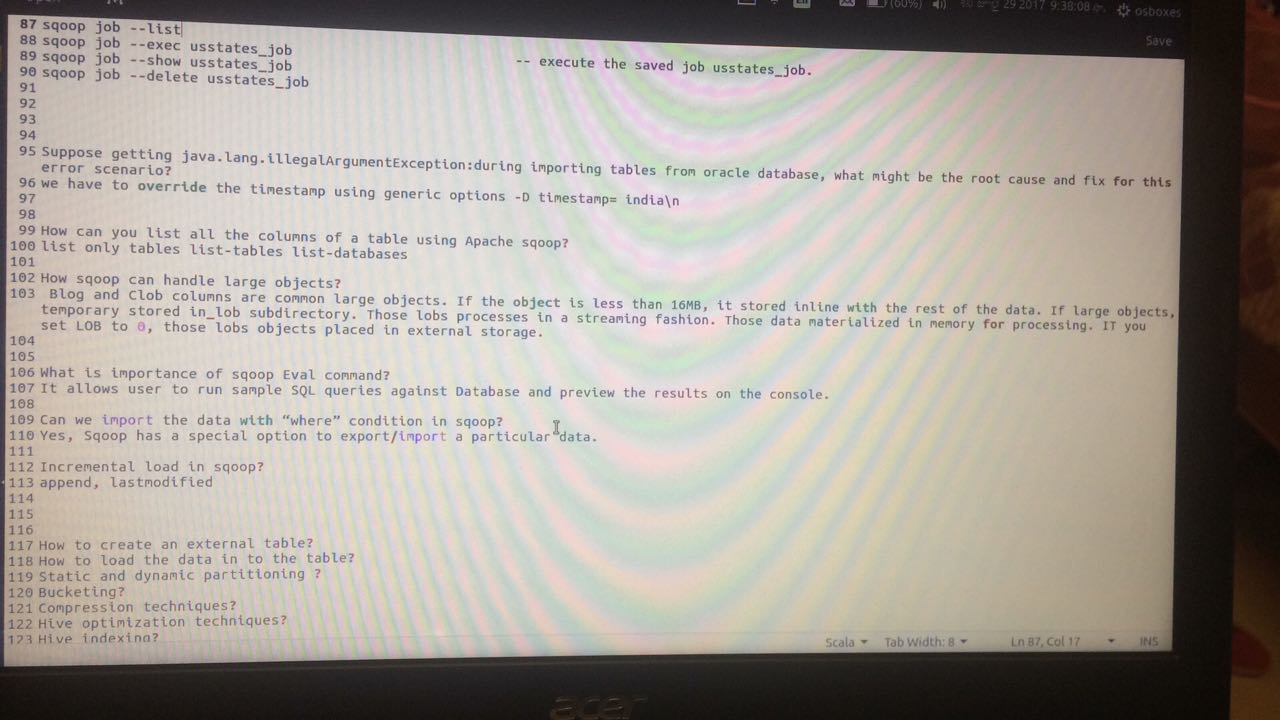 (60%) 29 2017 9:38:08 osboxes
Save
87 sqoop job --list
88 sqoop job --exec usstates_job -- execute the saved job usstates_job.
89 sqoop job --show usstates_job
90 sqoop job --delete usstates_job
91
92
93
94
95 Suppose getting java.lang.illegalArgumentException:during importing tables from oracle database, what might be the root cause and fix for this
error scenario?
96 we have to override the timestamp using generic options -D timestamp= india\n
97
98
99 How can you list all the columns of a table using Apache sqoop?
100 list only tables list-tables list-databases
101
102 How sqoop can handle large objects?
103 Blog and Clob columns are common large objects. If the object is less than 16MB, it stored inline with the rest of the data. If large objects,
temporary stored in_lob subdirectory. Those lobs processes in a streaming fashion. Those data materialized in memory for processing. IT you
set LOB to 0, those lobs objects placed in external storage.
104
105
106 What is importance of sqoop Eval command?
107 It allows user to run sample SQL queries against Database and preview the results on the console.
108
109 Can we import the data with “where” condition in sqoop?
110 Yes, Sqoop has a special option to export/import a particular data.
111
112 Incremental load in sqoop?
113 append, lastmodified
114
115
116
117 How to create an external table?
118 How to load the data in to the table?
119 Static and dynamic partitioning ?
120 Bucketing?
121 Compression techniques?
122 Hive optimization techniques?
123 Hive indexing?
Scala Tab Width: 8 Ln 87, Col 17 INS
acer